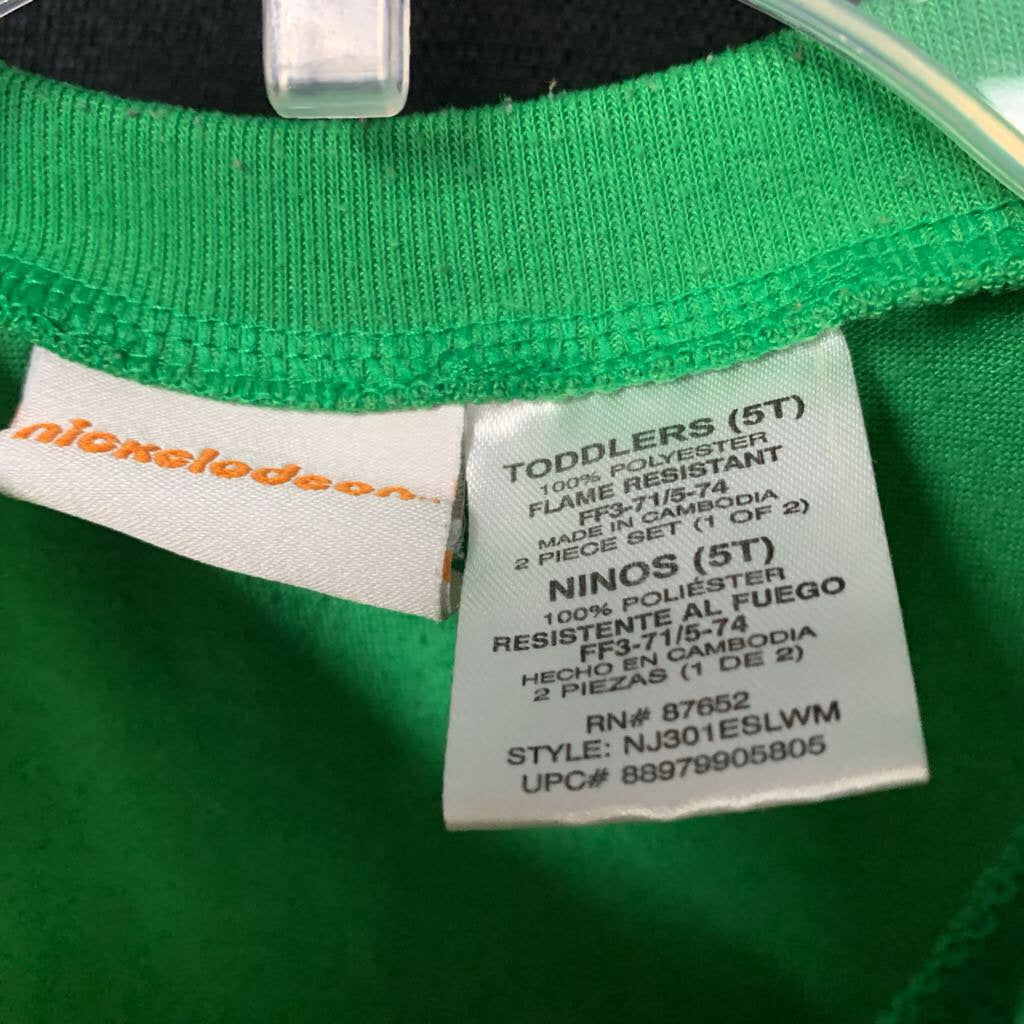 nickelodeon
TODDLERS (5T)
100% POLYESTER
FLAME RESISTANT
FF3-71/5-74
MADE IN CAMBODIA
2 PIECE SET (1 OF 2)
NINOS (5T)
100% POLIÉSTER
RESISTENTE AL FUEGO
FF3-71/5-74
HECHO EN CAMBODIA
2 PIEZAS (1 DE 2)
RN# 87652
STYLE: NJ301ESLWM
UPC# 88979905805